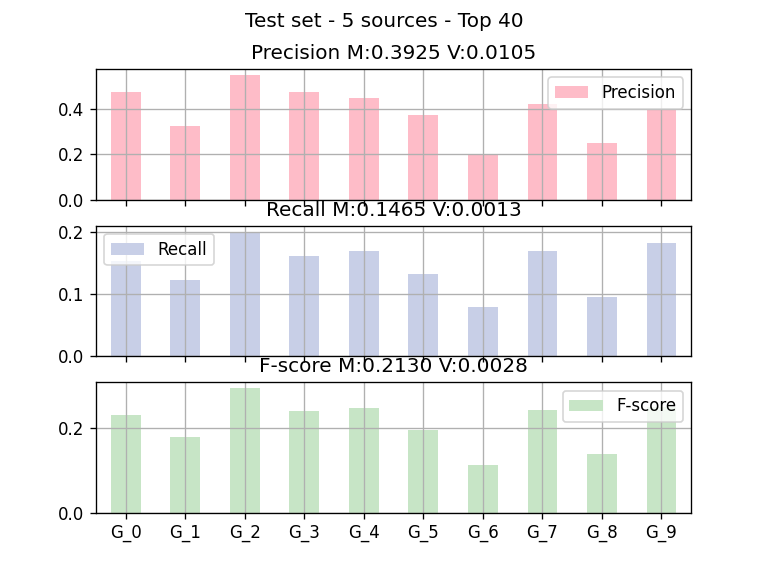 Test set - 5 sources - Top 40
Precision M:0.3925 V:0.0105
Precision
0.4
0.2
0.0
Recall M:0.1465 V:0.0013
Recall
0.2
0.1
0.0
F-score M:0.2130 V:0.0028
F-score
0.2
0.0
G_0 G_1 G_2 G_3 G_4 G_5 G_6 G_7 G_8 G_9